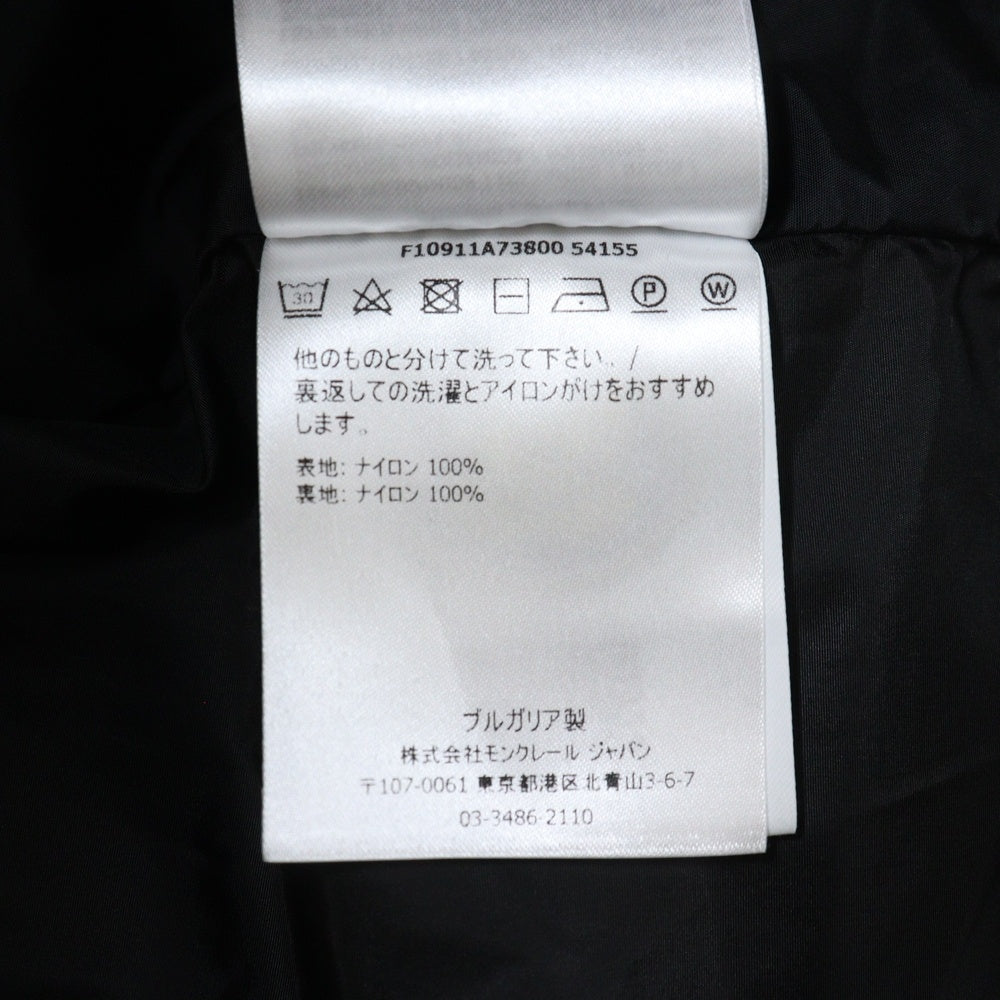 F10911A73800 54155
30
P
W
他のものと分けて洗って下さい。/
裏返しての洗濯とアイロンがけをおすすめ
します。
表地: ナイロン 100%
裏地: ナイロン 100%
ブルガリア製
株式会社モンクレール ジャパン
〒107-0061 東京都港区北青山3-6-7
03-3486-2110